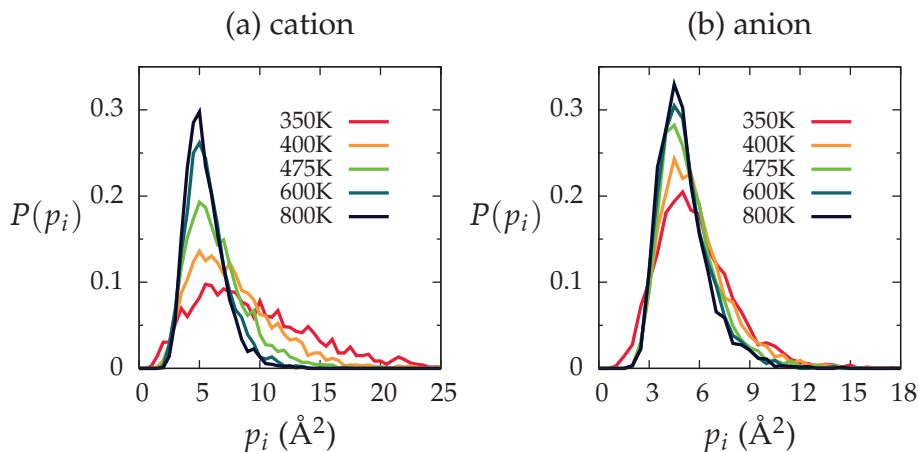 (a) cation
0.3
0.2
0.1
0
P(p_i)
350K
400K
475K
600K
800K
0 5 10 15 20 25
p_i (Å²)
(b) anion
0.3
0.2
0.1
0
P(p_i)
350K
400K
475K
600K
800K
0 3 6 9 12 15 18
p_i (Å²)